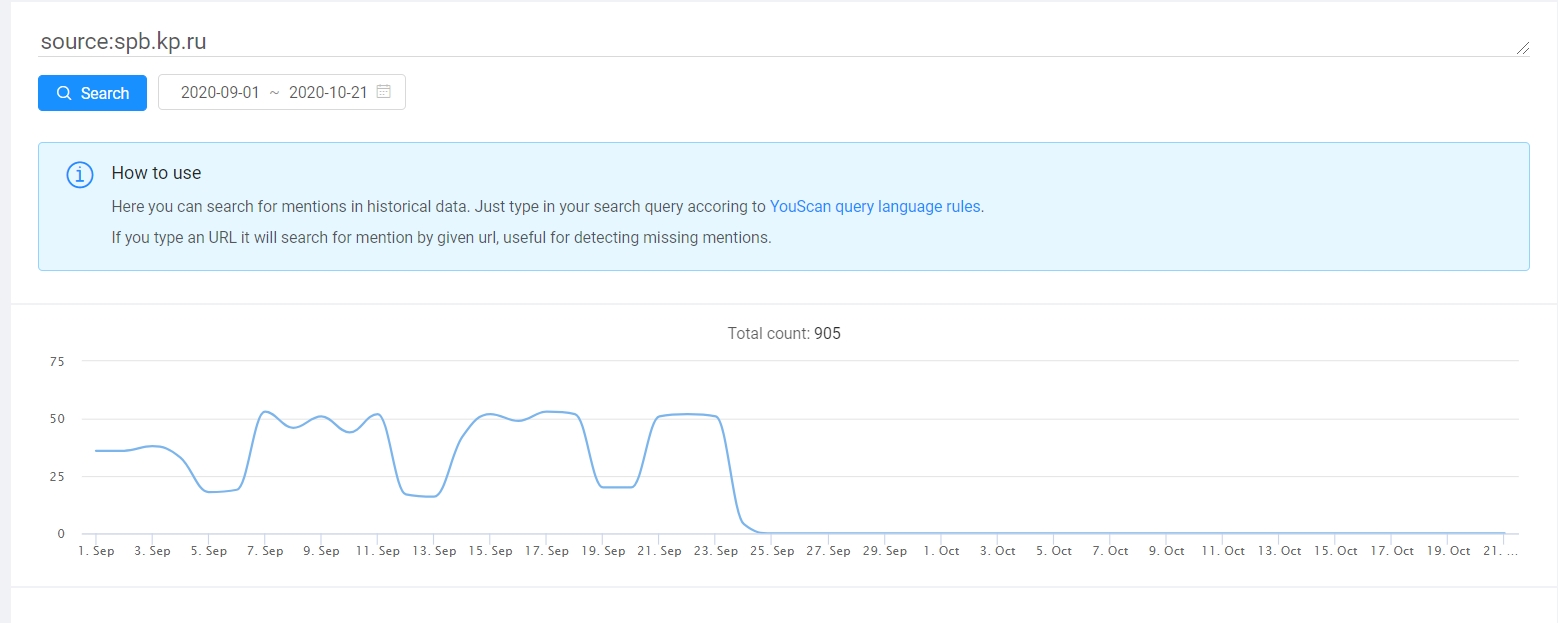 source:spb.kp.ru
Search
2020-09-01 ~ 2020-10-21
How to use
Here you can search for mentions in historical data. Just type in your search query accoring to YouScan query language rules.
If you type an URL it will search for mention by given url, useful for detecting missing mentions.
Total count: 905
75
50
25
0
1. Sep 3. Sep 5. Sep 7. Sep 9. Sep 11. Sep 13. Sep 15. Sep 17. Sep 19. Sep 21. Sep 23. Sep 25. Sep 27. Sep 29. Sep 1. Oct 3. Oct 5. Oct 7. Oct 9. Oct 11. Oct 13. Oct 15. Oct 17. Oct 19. Oct 21. ...